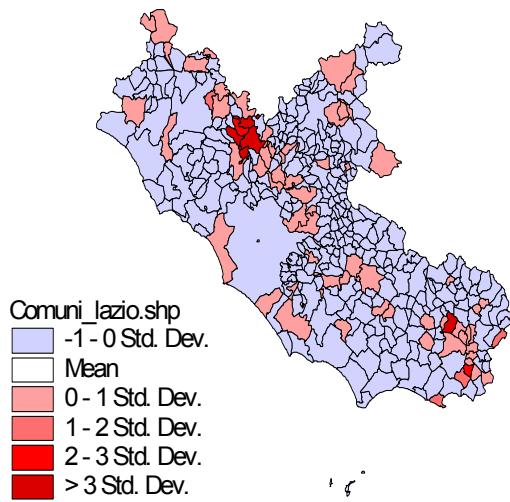 Comuni_lazio.shp
-1 - 0 Std. Dev.
Mean
0 - 1 Std. Dev.
1 - 2 Std. Dev.
2 - 3 Std. Dev.
> 3 Std. Dev.